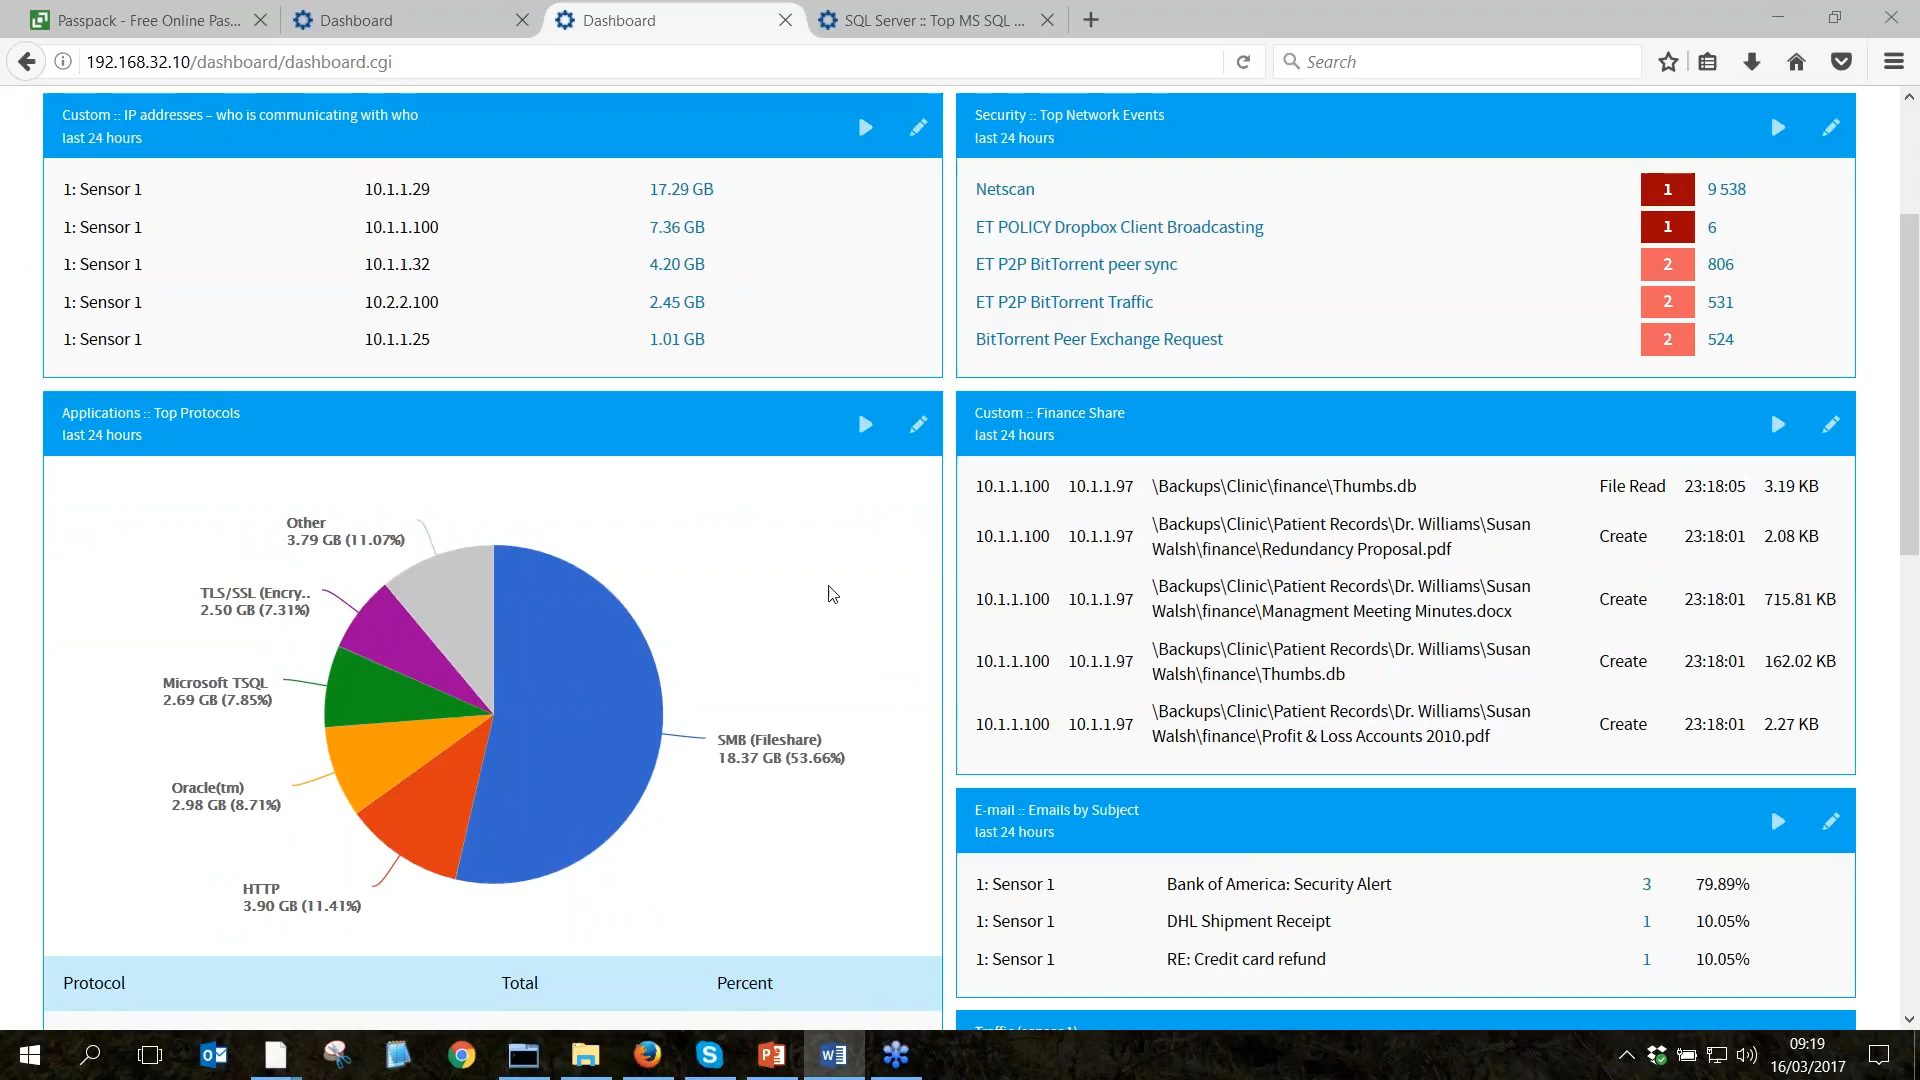 Passpack - Free Online Pas...
Dashboard
Dashboard
SQL Server :: Top MS SQL ...
192.168.32.10/dashboard/dashboard.cgi
Search
Custom :: IP addresses – who is communicating with who
last 24 hours
1: Sensor 1 10.1.1.29 17.29 GB
1: Sensor 1 10.1.1.100 7.36 GB
1: Sensor 1 10.1.1.32 4.20 GB
1: Sensor 1 10.2.2.100 2.45 GB
1: Sensor 1 10.1.1.25 1.01 GB
Security :: Top Network Events
last 24 hours
Netscan 1 9 538
ET POLICY Dropbox Client Broadcasting 1 6
ET P2P BitTorrent peer sync 2 806
ET P2P BitTorrent Traffic 2 531
BitTorrent Peer Exchange Request 2 524
Applications :: Top Protocols
last 24 hours
Other
3.79 GB (11.07%)
TLS/SSL (Encry..
2.50 GB (7.31%)
Microsoft TSQL
2.69 GB (7.85%)
Oracle(tm)
2.98 GB (8.71%)
HTTP
3.90 GB (11.41%)
SMB (Fileshare)
18.37 GB (53.66%)
Protocol Total Percent
Custom :: Finance Share
last 24 hours
10.1.1.100 10.1.1.97 \Backups\Clinic\finance\Thumbs.db File Read 23:18:05 3.19 KB
\Backups\Clinic\Patient Records\Dr. Williams\Susan
10.1.1.100 10.1.1.97 Walsh\finance\Redundancy Proposal.pdf Create 23:18:01 2.08 KB
\Backups\Clinic\Patient Records\Dr. Williams\Susan
10.1.1.100 10.1.1.97 Walsh\finance\Managment Meeting Minutes.docx Create 23:18:01 715.81 KB
\Backups\Clinic\Patient Records\Dr. Williams\Susan
10.1.1.100 10.1.1.97 Walsh\finance\Thumbs.db Create 23:18:01 162.02 KB
\Backups\Clinic\Patient Records\Dr. Williams\Susan
10.1.1.100 10.1.1.97 Walsh\finance\Profit & Loss Accounts 2010.pdf Create 23:18:01 2.27 KB
E-mail :: Emails by Subject
last 24 hours
1: Sensor 1 Bank of America: Security Alert 3 79.89%
1: Sensor 1 DHL Shipment Receipt 1 10.05%
1: Sensor 1 RE: Credit card refund 1 10.05%
Traffic (sensor 1)
09:19
16/03/2017